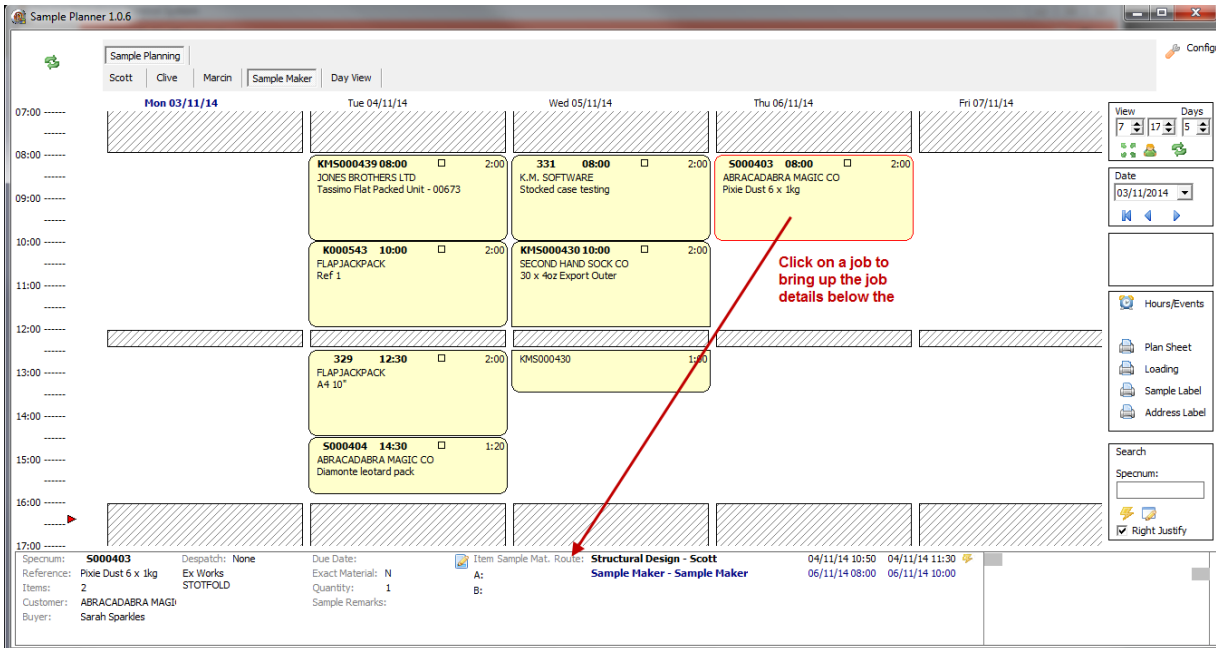 Sample Planner 1.0.6
Configu
Sample Planning
Scott Clive Marcin Sample Maker Day View
Mon 03/11/14 Tue 04/11/14 Wed 05/11/14 Thu 06/11/14 Fri 07/11/14
07:00 ------
08:00 ------
09:00 ------
10:00 ------
11:00 ------
12:00 ------
13:00 ------
14:00 ------
15:00 ------
16:00 ------
17:00 ------
KMS000439 08:00 2:00
JONES BROTHERS LTD
Tassimo Flat Packed Unit - 00673
K000543 10:00 2:00
FLAPJACKPACK
Ref 1
329 12:30 2:00
FLAPJACKPACK
A4 10"
S000404 14:30 1:20
ABRACADABRA MAGIC CO
Diamonte leotard pack
331 08:00 2:00
K.M. SOFTWARE
Stocked case testing
KMS000430 10:00 2:00
SECOND HAND SOCK CO
30 x 4oz Export Outer
KMS000430 1:00
S000403 08:00 2:00
ABRACADABRA MAGIC CO
Pixie Dust 6 x 1kg
Click on a job to
bring up the job
details below the
View Days
7 17 5
Date
03/11/2014
Hours/Events
Plan Sheet
Loading
Sample Label
Address Label
Search
Specnum:
Right Justify
Specnum: S000403 Despatch: None Due Date: Item Sample Mat. Route: Structural Design - Scott 04/11/14 10:50 04/11/14 11:30
Reference: Pixie Dust 6 x 1kg Ex Works Exact Material: N A: Sample Maker - Sample Maker 06/11/14 08:00 06/11/14 10:00
Items: 2 STOTFOLD Quantity: 1 B:
Customer: ABRACADABRA MAGI Sample Remarks:
Buyer: Sarah Sparkles